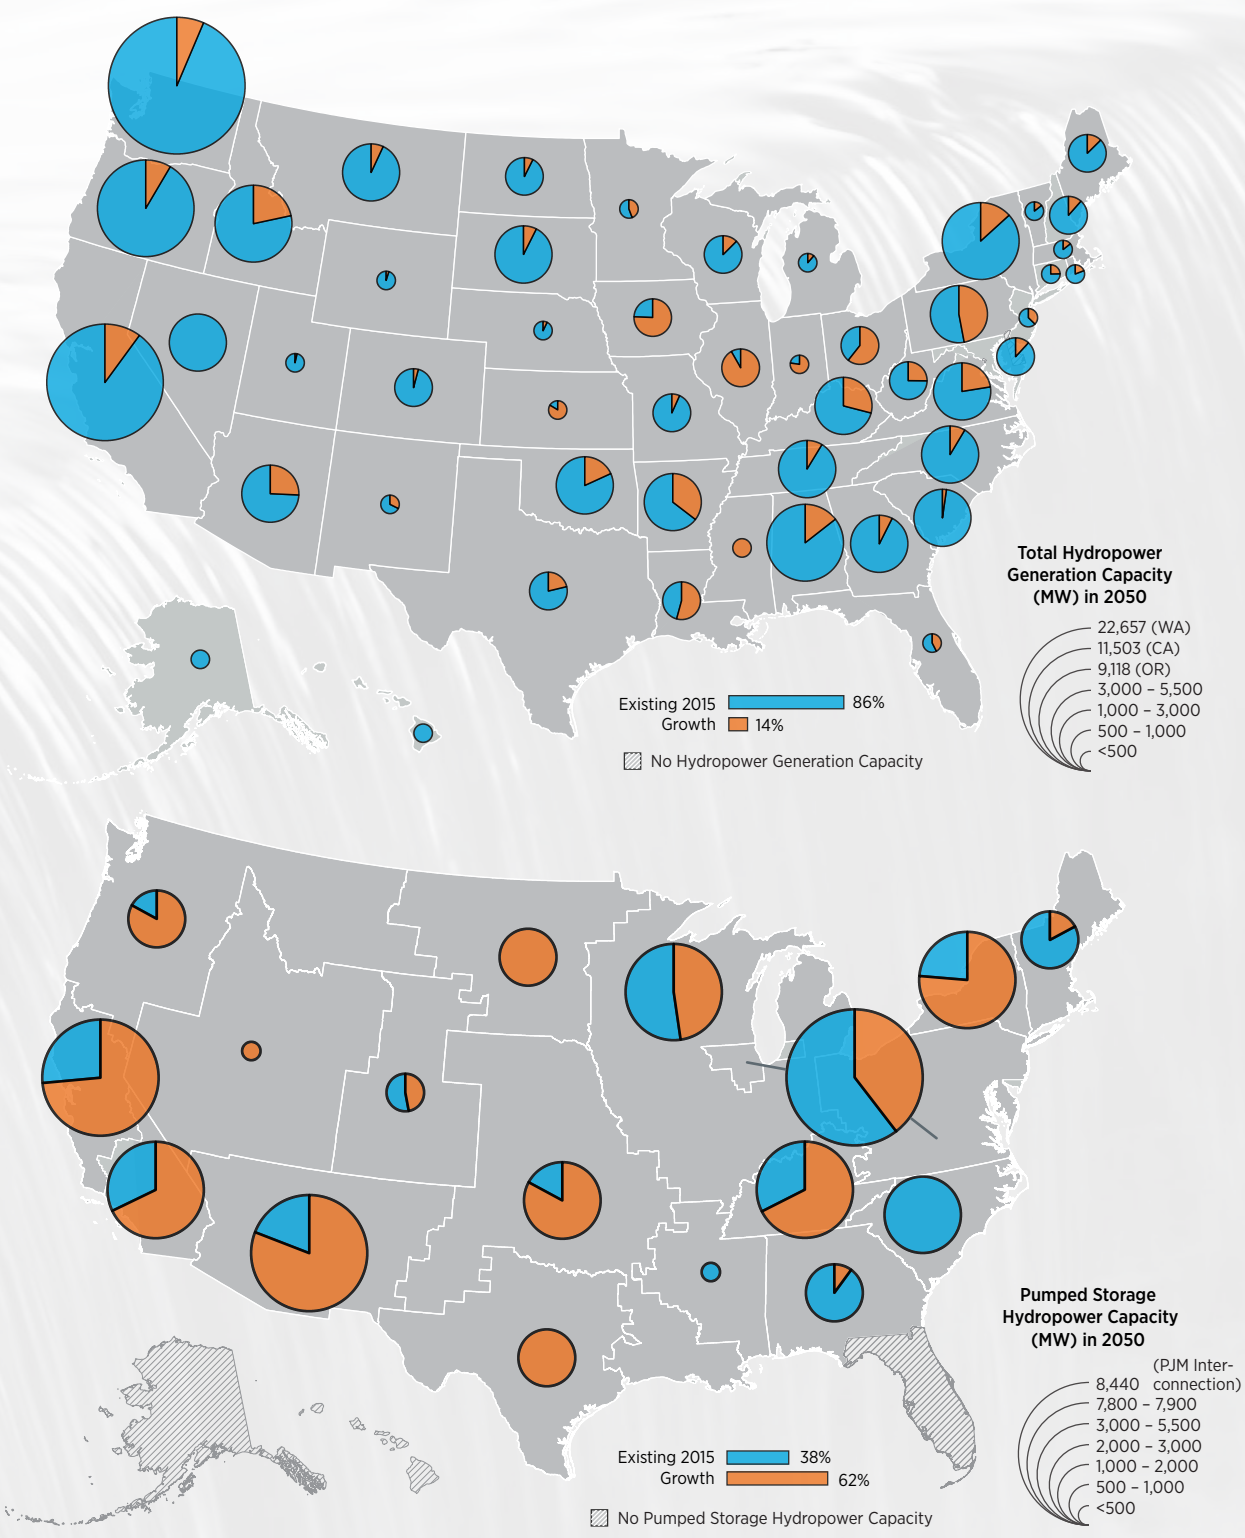 Total Hydropower
Generation Capacity
(MW) in 2050
22,657 (WA)
11,503 (CA)
9,118 (OR)
3,000 – 5,500
1,000 – 3,000
500 – 1,000
<500
Existing 2015 86%
Growth 14%
No Hydropower Generation Capacity
Pumped Storage
Hydropower Capacity
(MW) in 2050
(PJM Inter-
8,440 connection)
7,800 – 7,900
3,000 – 5,500
2,000 – 3,000
1,000 – 2,000
500 – 1,000
<500
Existing 2015 38%
Growth 62%
No Pumped Storage Hydropower Capacity